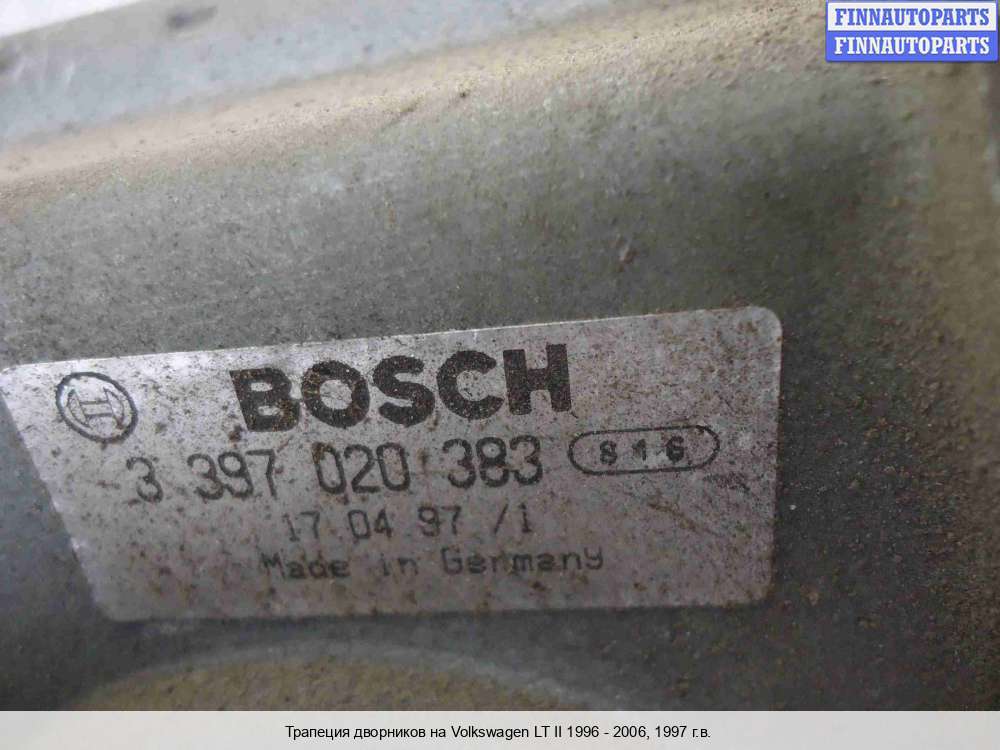 FINNAUTOPARTS
FINNAUTOPARTS
BOSCH
3 397 020 383 816
17 04 97 /1
Made in Germany
Трапеция дворников на Volkswagen LT II 1996 - 2006, 1997 г.в.